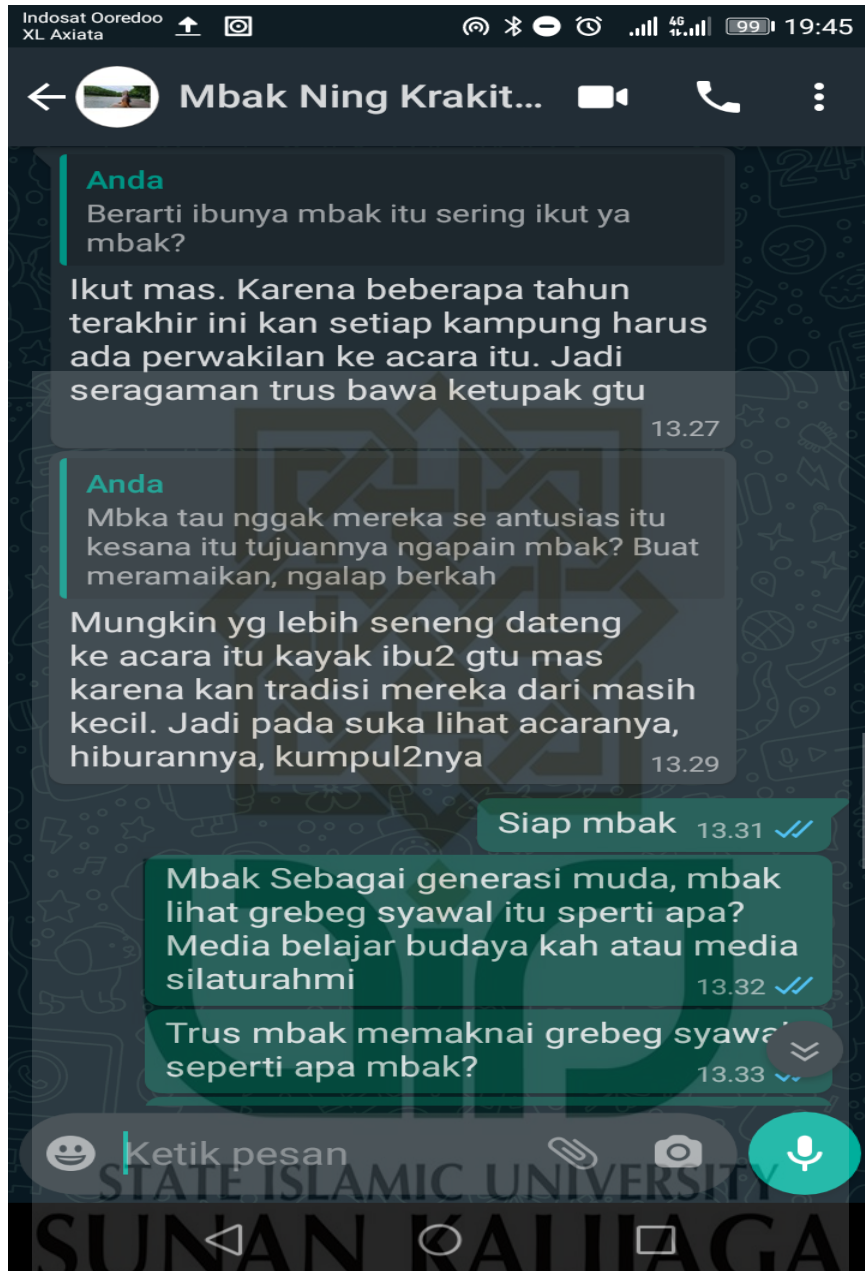 Indosat Ooredoo
XL Axiata
4G
99
19:45
Mbak Ning Krakit...
Anda
Berarti ibunya mbak itu sering ikut ya
mbak?
Ikut mas. Karena beberapa tahun
terakhir ini kan setiap kampung harus
ada perwakilan ke acara itu. Jadi
seragaman trus bawa ketupak gtu
13.27
Anda
Mbka tau nggak mereka se antusias itu
kesana itu tujuannya ngapain mbak? Buat
meramaikan, ngalap berkah
Mungkin yg lebih seneng dateng
ke acara itu kayak ibu2 gtu mas
karena kan tradisi mereka dari masih
kecil. Jadi pada suka lihat acaranya,
hiburannya, kumpul2nya
13.29
Siap mbak 13.31
Mbak Sebagai generasi muda, mbak
lihat grebeg syawal itu sperti apa?
Media belajar budaya kah atau media
silaturahmi
13.32
Trus mbak memaknai grebeg syawal
seperti apa mbak?
13.33
Ketik pesan
STATE ISLAMIC UNIVERSITY
SUNAN KALIJAGA